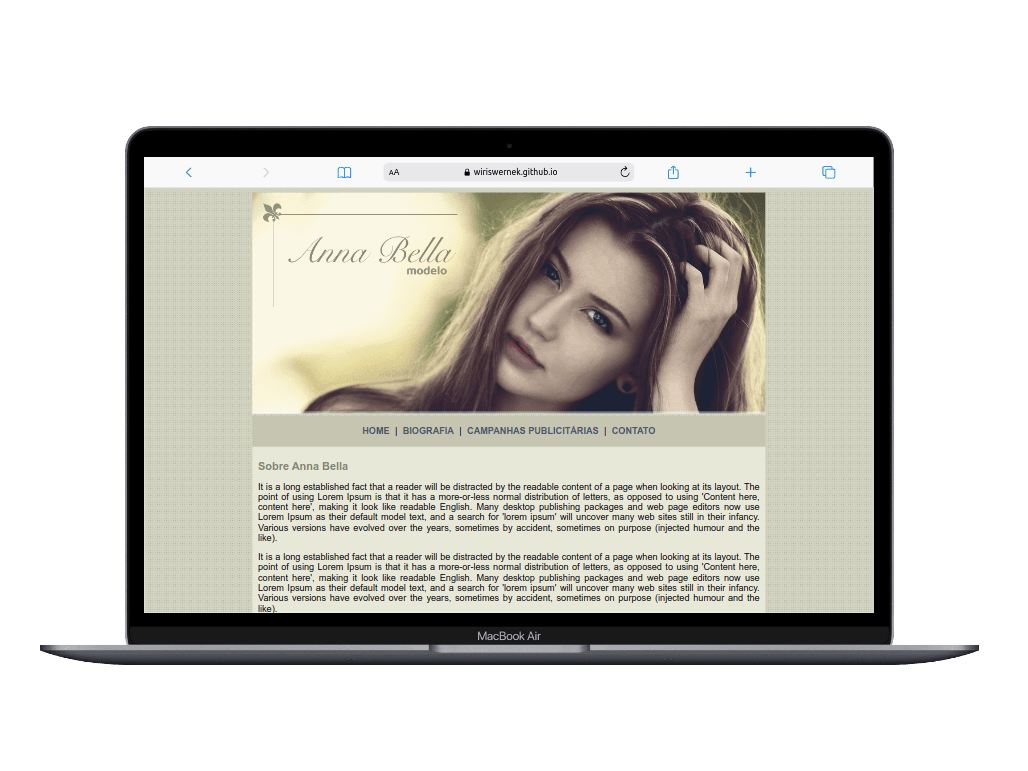 AA wiriswernek.github.io
Anna Bella
modelo
HOME | BIOGRAFIA | CAMPANHAS PUBLICITÁRIAS | CONTATO
Sobre Anna Bella
It is a long established fact that a reader will be distracted by the readable content of a page when looking at its layout. The
point of using Lorem Ipsum is that it has a more-or-less normal distribution of letters, as opposed to using 'Content here,
content here', making it look like readable English. Many desktop publishing packages and web page editors now use
Lorem Ipsum as their default model text, and a search for 'lorem ipsum' will uncover many web sites still in their infancy.
Various versions have evolved over the years, sometimes by accident, sometimes on purpose (injected humour and the
like).
It is a long established fact that a reader will be distracted by the readable content of a page when looking at its layout. The
point of using Lorem Ipsum is that it has a more-or-less normal distribution of letters, as opposed to using 'Content here,
content here', making it look like readable English. Many desktop publishing packages and web page editors now use
Lorem Ipsum as their default model text, and a search for 'lorem ipsum' will uncover many web sites still in their infancy.
Various versions have evolved over the years, sometimes by accident, sometimes on purpose (injected humour and the
like).
MacBook Air